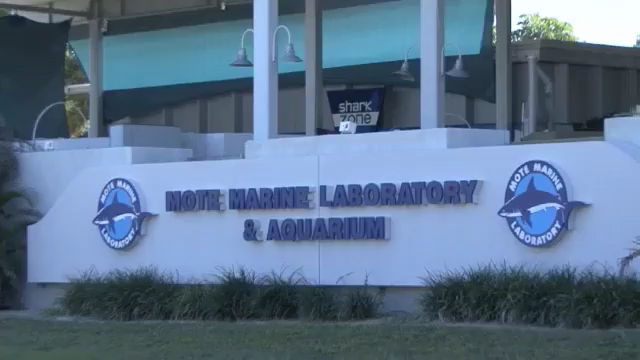 shark
zone
MOTE MARINE LABORATORY
& AQUARIUM
MOTE MARINE
LABORATORY
MOTE MARINE
LABORATORY